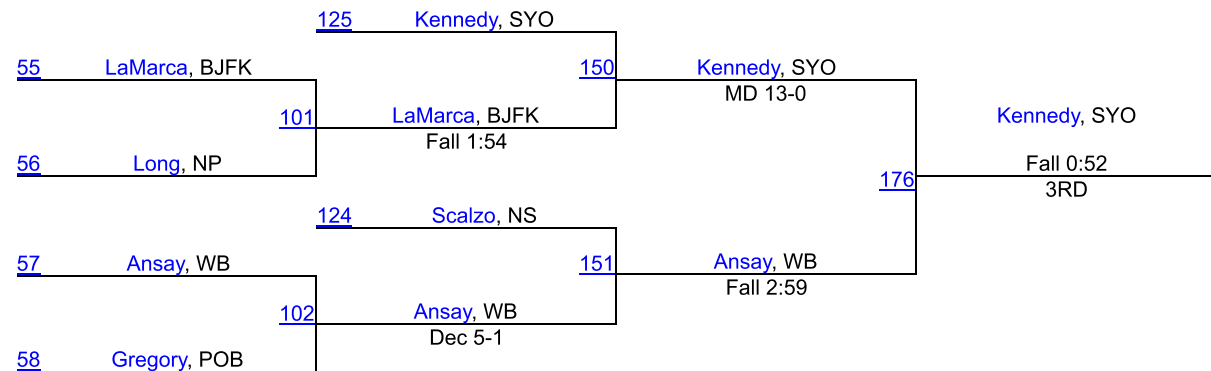 125 Kennedy, SYO
55 LaMarca, BJFK
150 Kennedy, SYO
MD 13-0
101 LaMarca, BJFK
Fall 1:54
Kennedy, SYO
56 Long, NP
Fall 0:52
176
3RD
124 Scalzo, NS
57 Ansay, WB
151 Ansay, WB
Fall 2:59
102 Ansay, WB
Dec 5-1
58 Gregory, POB